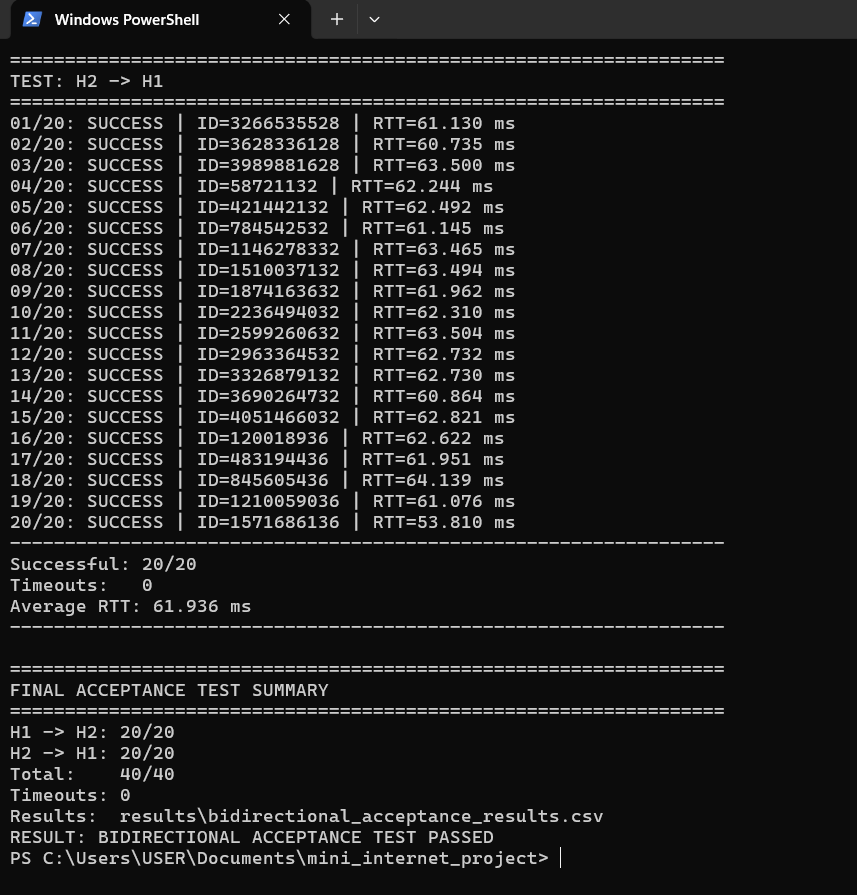 Windows PowerShell
=================================================================
TEST: H2 -> H1
=================================================================
01/20: SUCCESS | ID=3266535528 | RTT=61.130 ms
02/20: SUCCESS | ID=3628336128 | RTT=60.735 ms
03/20: SUCCESS | ID=3989881628 | RTT=63.500 ms
04/20: SUCCESS | ID=58721132 | RTT=62.244 ms
05/20: SUCCESS | ID=421442132 | RTT=62.492 ms
06/20: SUCCESS | ID=784542532 | RTT=61.145 ms
07/20: SUCCESS | ID=1146278332 | RTT=63.465 ms
08/20: SUCCESS | ID=1510037132 | RTT=63.494 ms
09/20: SUCCESS | ID=1874163632 | RTT=61.962 ms
10/20: SUCCESS | ID=2236494032 | RTT=62.310 ms
11/20: SUCCESS | ID=2599260632 | RTT=63.504 ms
12/20: SUCCESS | ID=2963364532 | RTT=62.732 ms
13/20: SUCCESS | ID=3326879132 | RTT=62.730 ms
14/20: SUCCESS | ID=3690264732 | RTT=60.864 ms
15/20: SUCCESS | ID=4051466032 | RTT=62.821 ms
16/20: SUCCESS | ID=120018936 | RTT=62.622 ms
17/20: SUCCESS | ID=483194436 | RTT=61.951 ms
18/20: SUCCESS | ID=845605436 | RTT=64.139 ms
19/20: SUCCESS | ID=1210059036 | RTT=61.076 ms
20/20: SUCCESS | ID=1571686136 | RTT=53.810 ms
-----------------------------------------------------------------
Successful: 20/20
Timeouts:   0
Average RTT: 61.936 ms
-----------------------------------------------------------------
=================================================================
FINAL ACCEPTANCE TEST SUMMARY
=================================================================
H1 -> H2: 20/20
H2 -> H1: 20/20
Total:    40/40
Timeouts: 0
Results:  results\bidirectional_acceptance_results.csv
RESULT: BIDIRECTIONAL ACCEPTANCE TEST PASSED
PS C:\Users\USER\Documents\mini_internet_project>